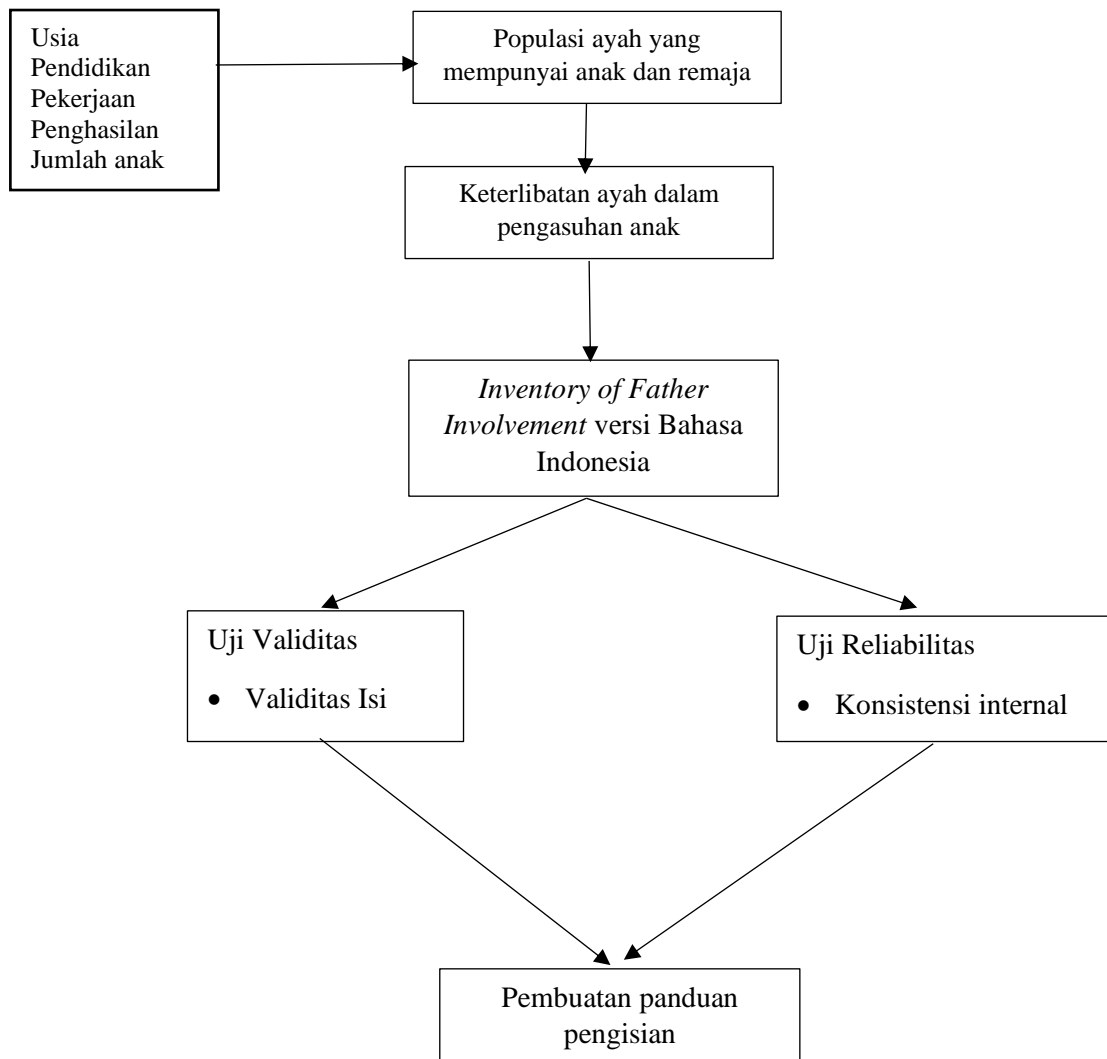 Usia
Pendidikan
Pekerjaan
Penghasilan
Jumlah anak
Populasi ayah yang
mempunyai anak dan remaja
Keterlibatan ayah dalam
pengasuhan anak
Inventory of Father
Involvement versi Bahasa
Indonesia
Uji Validitas
• Validitas Isi
Uji Reliabilitas
• Konsistensi internal
Pembuatan panduan
pengisian